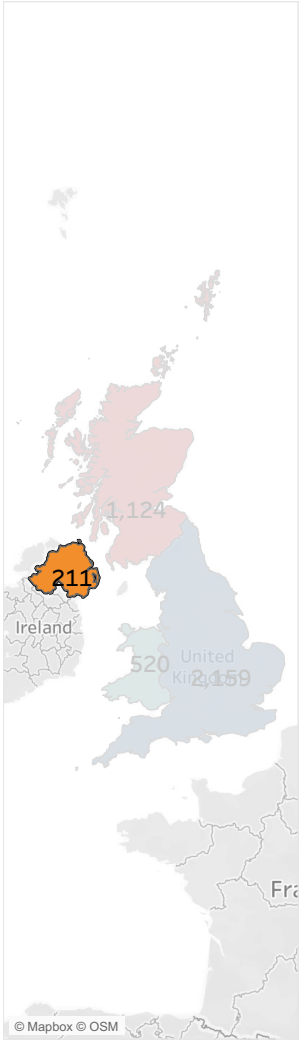 1,124
211
Ireland
520
United
Kingdom
2,159
Fra
© Mapbox © OSM